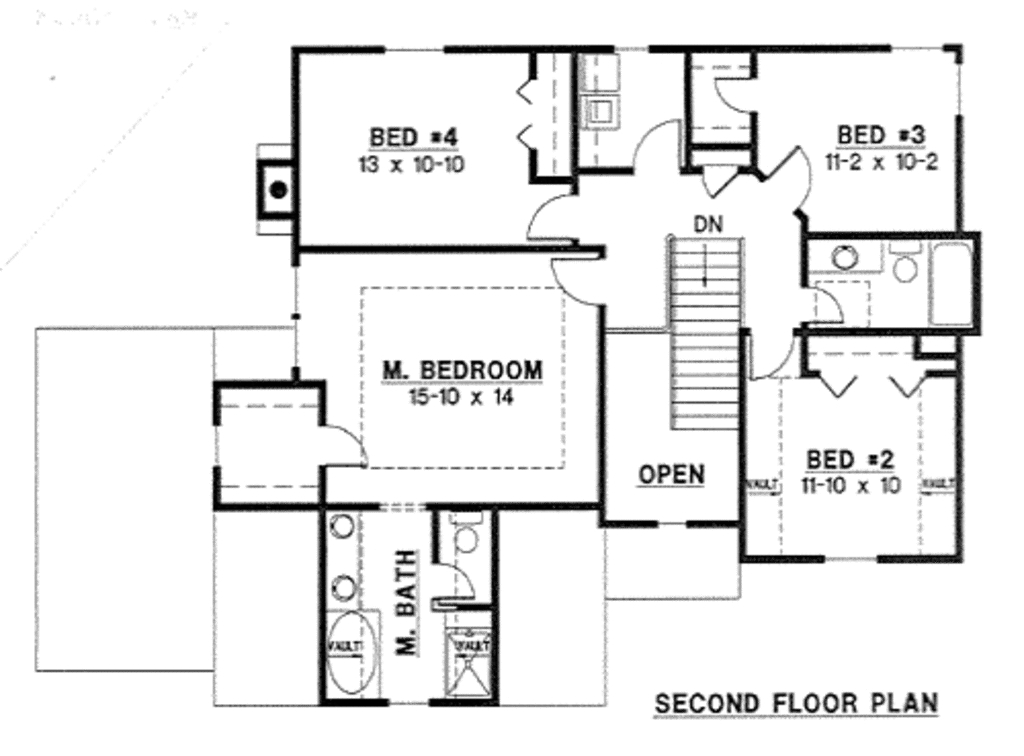 BED #4
13 x 10-10
BED #3
11-2 x 10-2
DN
M. BEDROOM
15-10 x 14
OPEN
BED #2
11-10 x 10
VAULT
VAULT
M. BATH
VAULT
VAULT
SECOND FLOOR PLAN